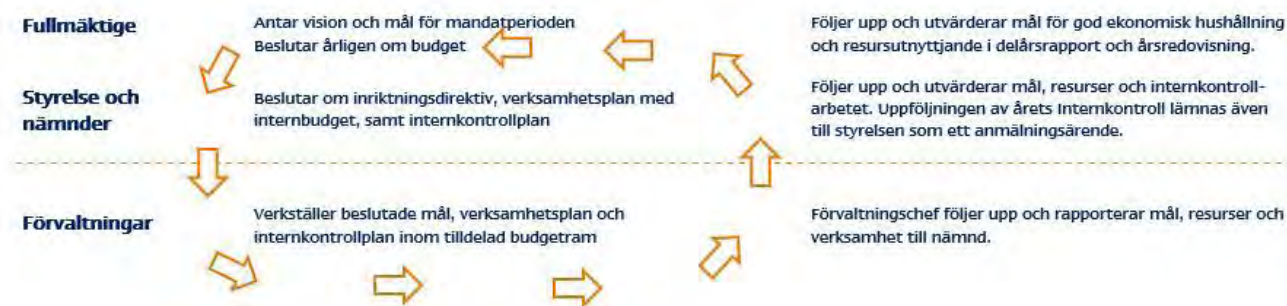 Fullmäktige
Antar vision och mål för mandatperioden
Beslutar årligen om budget
Följer upp och utvärderar mål för god ekonomisk hushållning
och resursutnyttjande i delårsrapport och årsredovisning.
Styrelse och
nämnder
Beslutar om inriktningsdirektiv, verksamhetsplan med
internbudget, samt internkontrollplan
Följer upp och utvärderar mål, resurser och internkontroll-
arbetet. Uppföljningen av årets Internkontroll lämnas även
till styrelsen som ett anmälningsärende.
Förvaltningar
Verkställer beslutade mål, verksamhetsplan och
internkontrollplan inom tilldelad budgetram
Förvaltningschef följer upp och rapporterar mål, resurser och
verksamhet till nämnd.